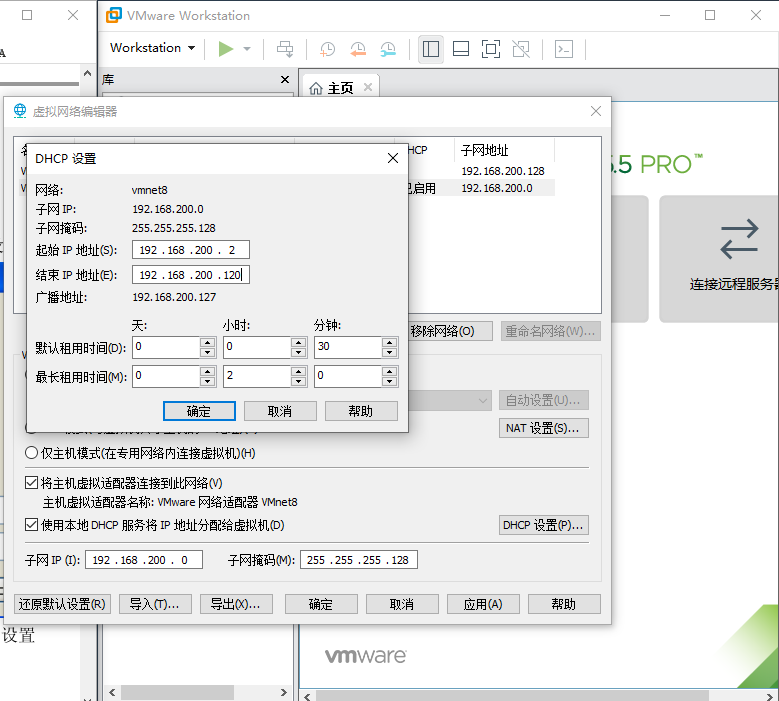 VMware Workstation
Workstation
A
库
主页
虚拟网络编辑器
DHCP 子网地址
192.168.200.128
已启用 192.168.200.0
DHCP 设置
网络: vmnet8
子网 IP: 192.168.200.0
子网掩码: 255.255.255.128
起始 IP 地址(S): 192 .168 .200 . 2
结束 IP 地址(E): 192 .168 .200 .120
广播地址: 192.168.200.127
天: 小时: 分钟:
默认租用时间(D): 0 0 30
最长租用时间(M): 0 2 0
确定 取消 帮助
5.5 PRO™
连接远程服务器
移除网络(O) 重命名网络(W)...
自动设置(U)...
NAT 设置(S)...
仅主机模式(在专用网络内连接虚拟机)(H)
将主机虚拟适配器连接到此网络(V)
主机虚拟适配器名称: VMware 网络适配器 VMnet8
使用本地 DHCP 服务将 IP 地址分配给虚拟机(D)
DHCP 设置(P)...
子网 IP (I): 192 . 168 . 200 . 0 子网掩码(M): 255 . 255 . 255 . 128
还原默认设置(R) 导入(T)... 导出(X)... 确定 取消 应用(A) 帮助
设置
vmware